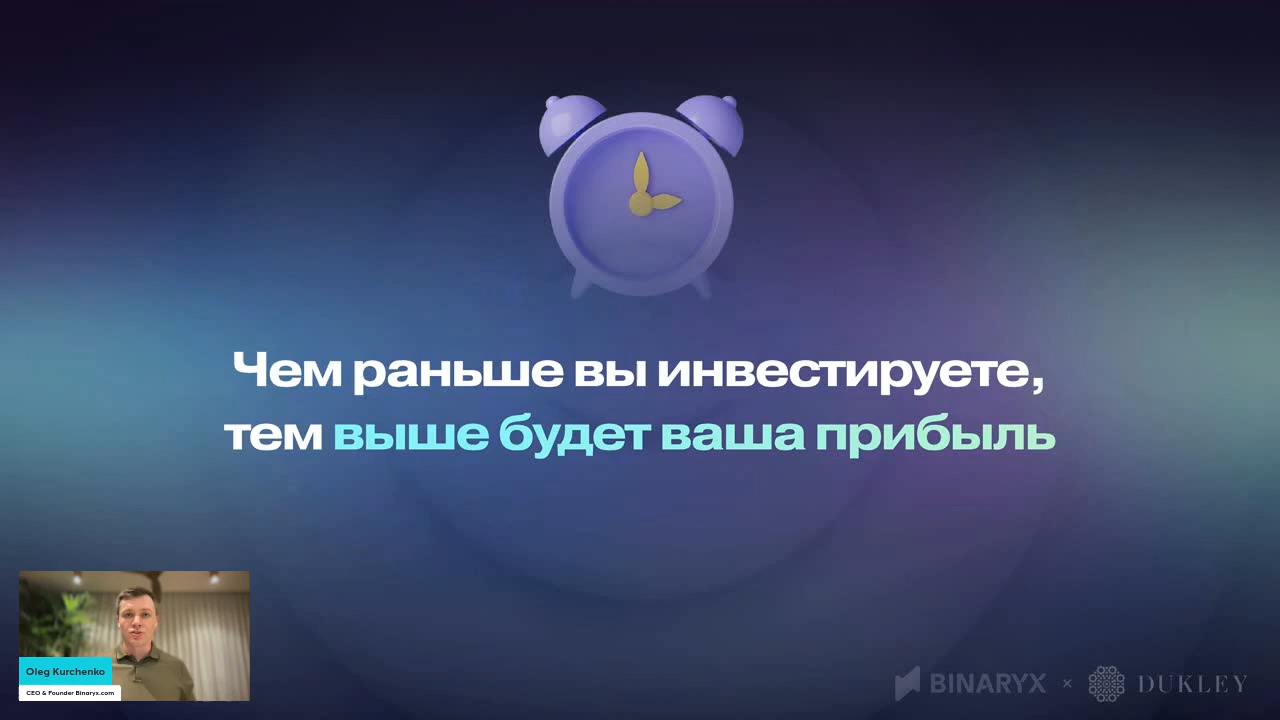 Чем раньше вы инвестируете,
тем выше будет ваша прибыль
Oleg Kurchenko
CEO & Founder Binaryx.com
BINARYX × DUKLEY